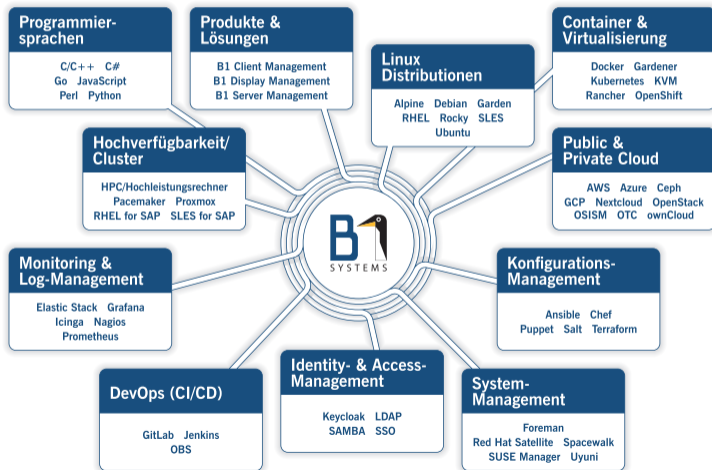 Programmier-
sprachen
C/C++ C#
Go JavaScript
Perl Python
Produkte &
Lösungen
B1 Client Management
B1 Display Management
B1 Server Management
Linux
Distributionen
Alpine Debian Garden
RHEL Rocky SLES
Ubuntu
Container &
Virtualisierung
Docker Gardener
Kubernetes KVM
Rancher OpenShift
Hochverfügbarkeit/
Cluster
HPC/Hochleistungsrechner
Pacemaker Proxmox
RHEL for SAP SLES for SAP
Public &
Private Cloud
AWS Azure Ceph
GCP Nextcloud OpenStack
OSISM OTC ownCloud
B1
SYSTEMS
Monitoring &
Log-Management
Elastic Stack Grafana
Icinga Nagios
Prometheus
Konfigurations-
Management
Ansible Chef
Puppet Salt Terraform
DevOps (CI/CD)
GitLab Jenkins
OBS
Identity- & Access-
Management
Keycloak LDAP
SAMBA SSO
System-
Management
Foreman
Red Hat Satellite Spacewalk
SUSE Manager Uyuni